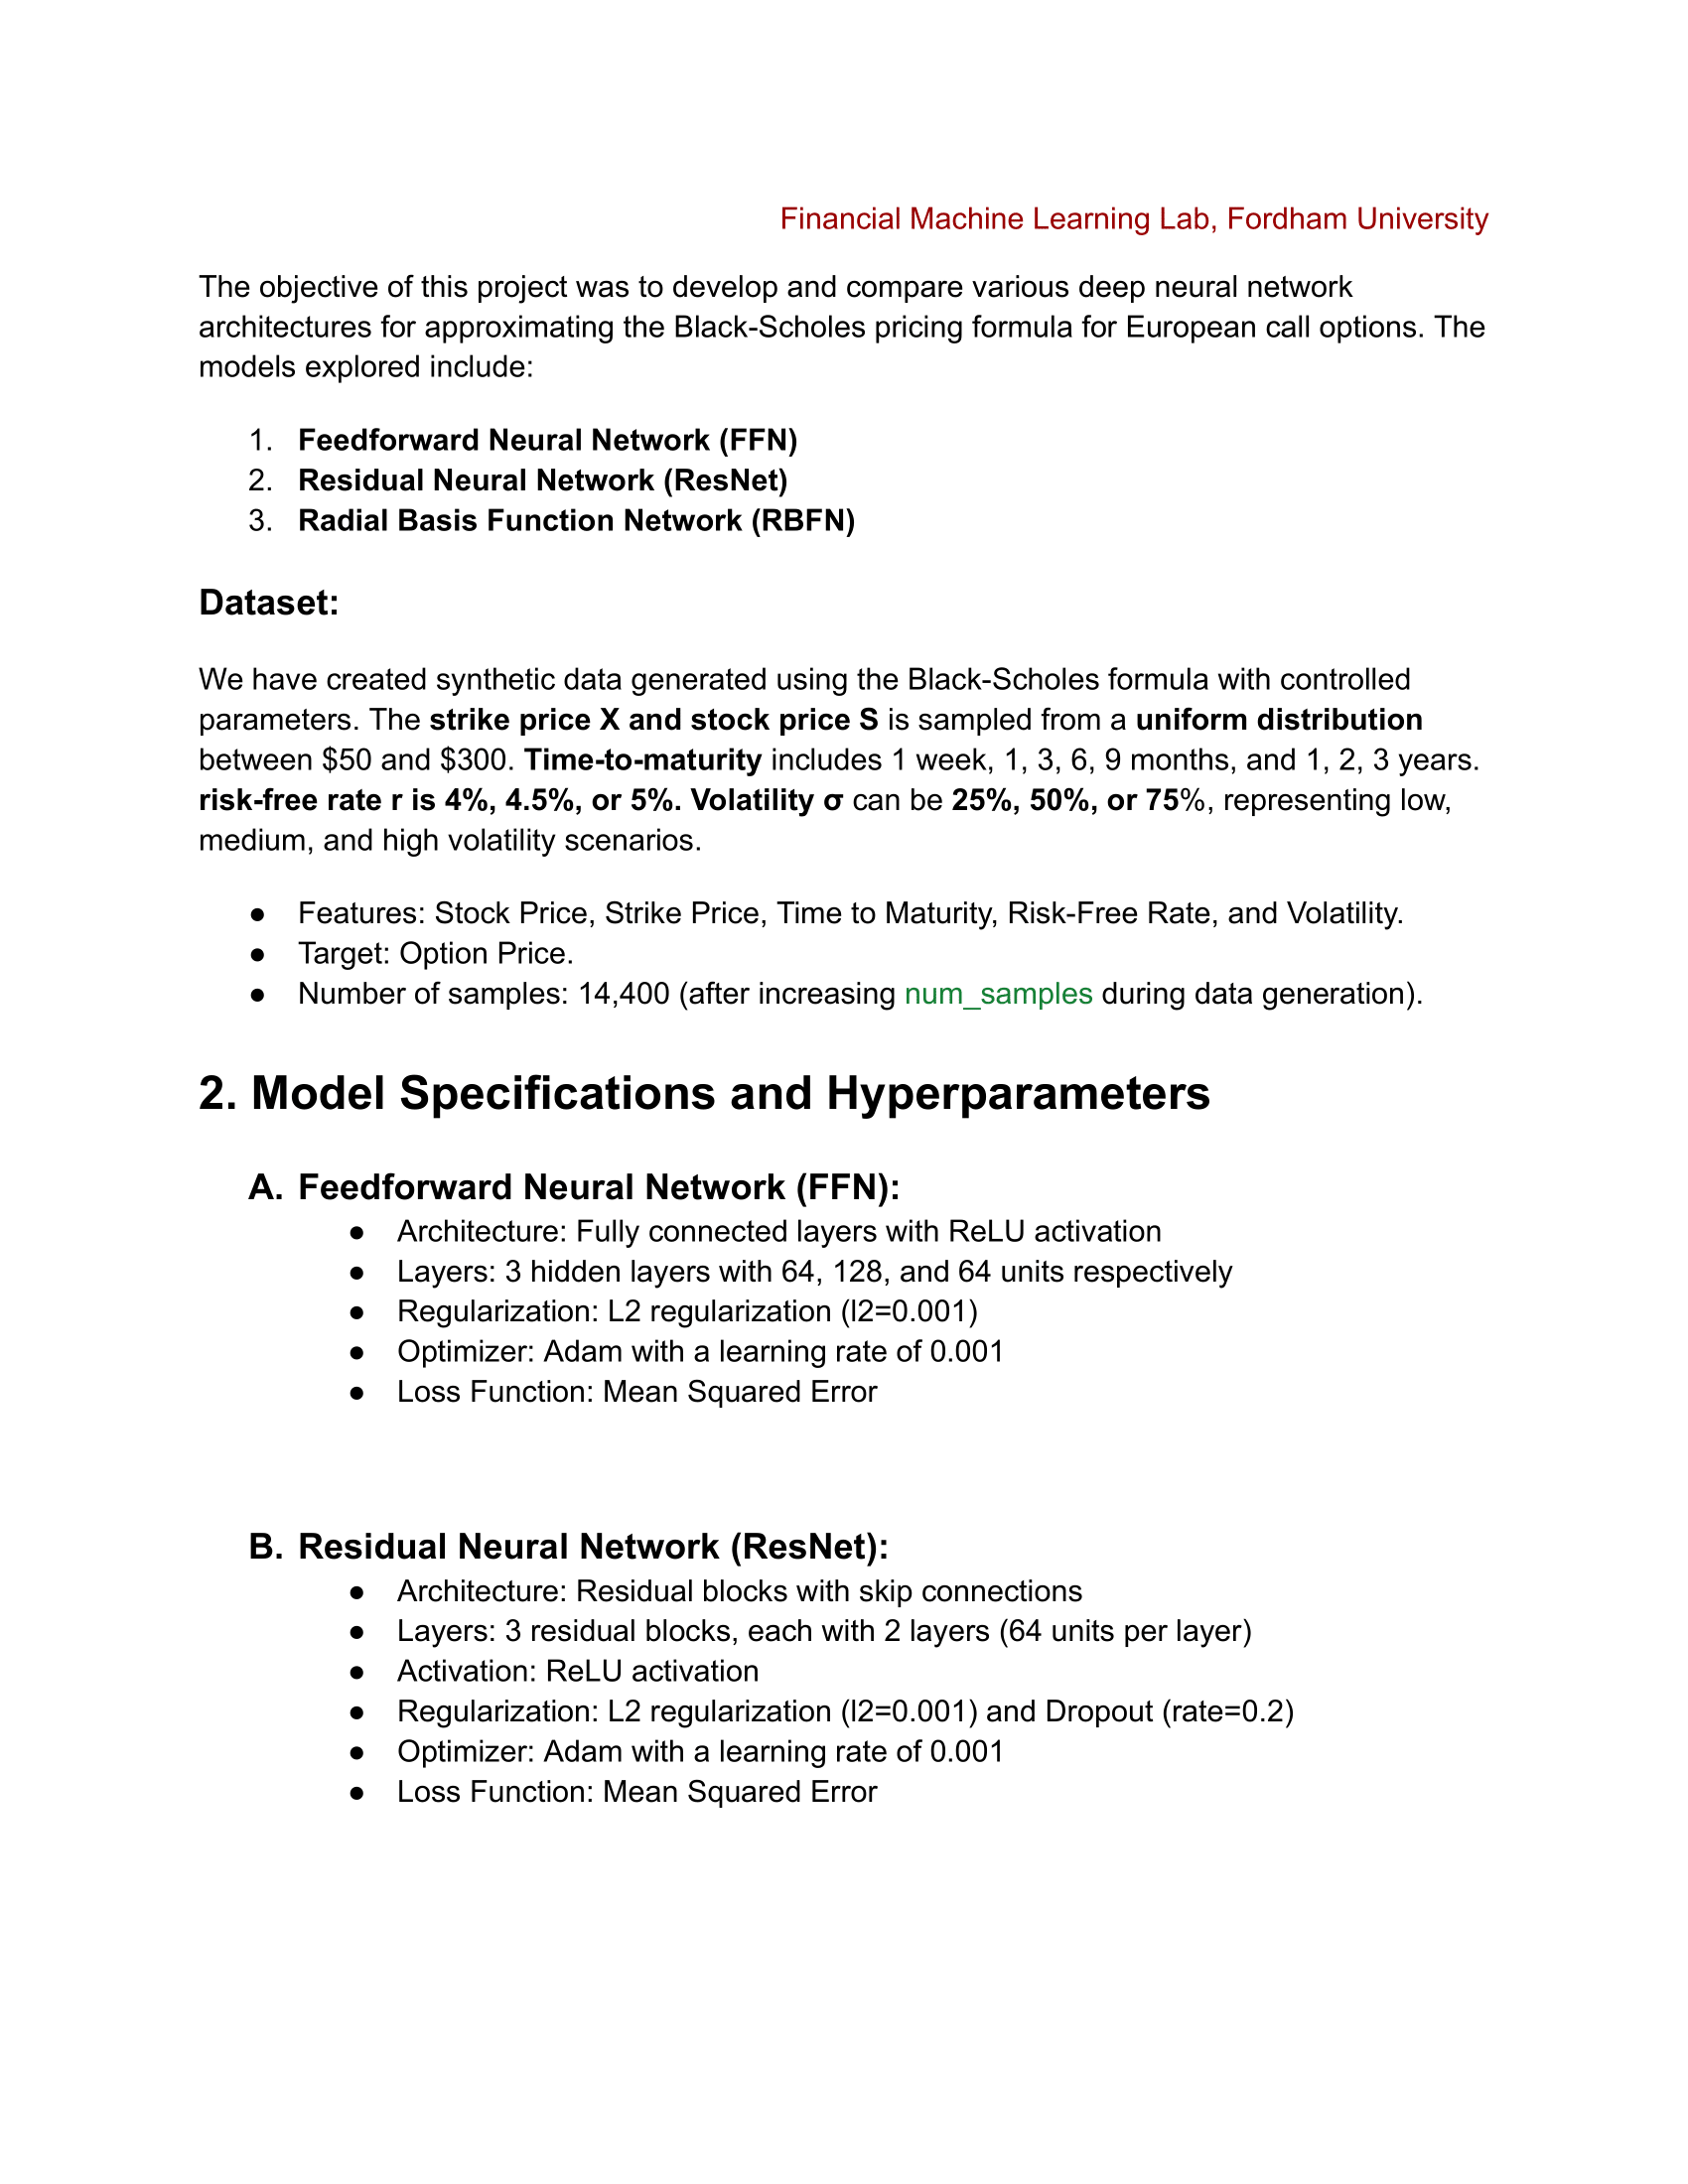 Financial Machine Learning Lab, Fordham University
The objective of this project was to develop and compare various deep neural network
architectures for approximating the Black-Scholes pricing formula for European call options. The
models explored include:
1. Feedforward Neural Network (FFN)
2. Residual Neural Network (ResNet)
3. Radial Basis Function Network (RBFN)
Dataset:
We have created synthetic data generated using the Black-Scholes formula with controlled
parameters. The strike price X and stock price S is sampled from a uniform distribution
between $50 and $300. Time-to-maturity includes 1 week, 1, 3, 6, 9 months, and 1, 2, 3 years.
risk-free rate r is 4%, 4.5%, or 5%. Volatility σ can be 25%, 50%, or 75%, representing low,
medium, and high volatility scenarios.
● Features: Stock Price, Strike Price, Time to Maturity, Risk-Free Rate, and Volatility.
● Target: Option Price.
● Number of samples: 14,400 (after increasing num_samples during data generation).
2. Model Specifications and Hyperparameters
A. Feedforward Neural Network (FFN):
● Architecture: Fully connected layers with ReLU activation
● Layers: 3 hidden layers with 64, 128, and 64 units respectively
● Regularization: L2 regularization (l2=0.001)
● Optimizer: Adam with a learning rate of 0.001
● Loss Function: Mean Squared Error
B. Residual Neural Network (ResNet):
● Architecture: Residual blocks with skip connections
● Layers: 3 residual blocks, each with 2 layers (64 units per layer)
● Activation: ReLU activation
● Regularization: L2 regularization (l2=0.001) and Dropout (rate=0.2)
● Optimizer: Adam with a learning rate of 0.001
● Loss Function: Mean Squared Error